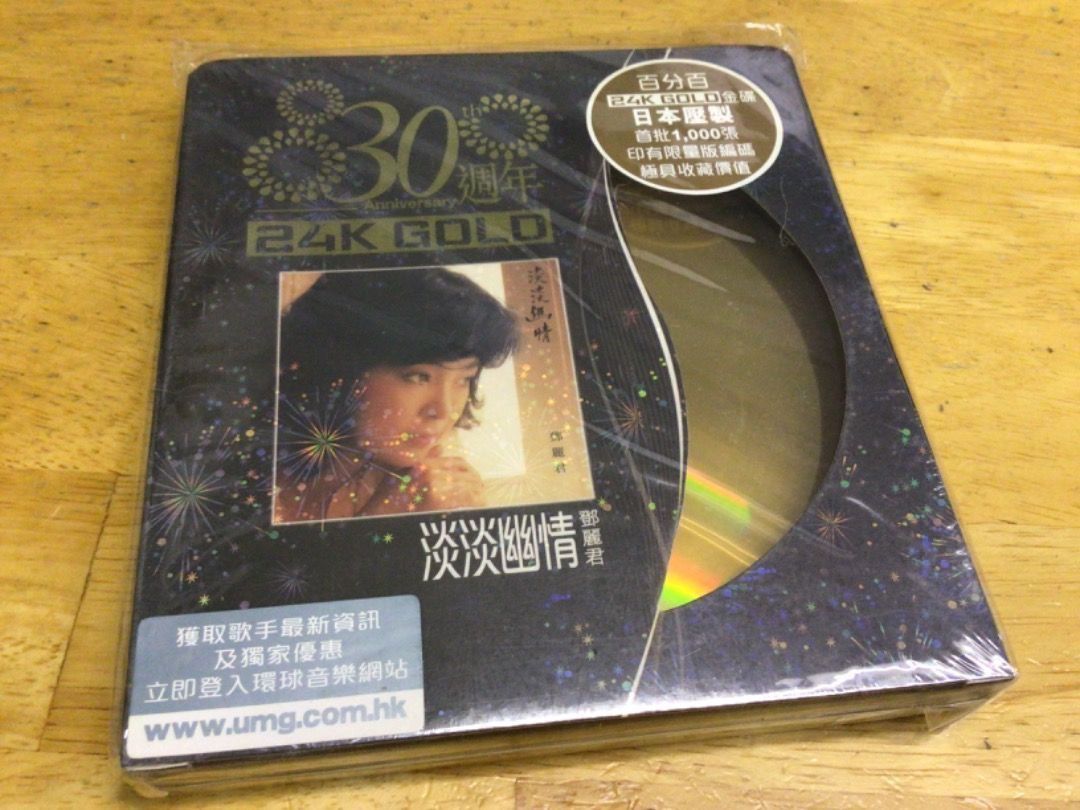 30th
Anniversary 週年
24K GOLD
百分百
24K GOLD金碟
日本壓製
首批1,000張
印有限量版編碼
極具收藏價值
淡淡幽情
鄧麗君
淡淡幽情
鄧麗君
獲取歌手最新資訊
及獨家優惠
立即登入環球音樂網站
www.umg.com.hk